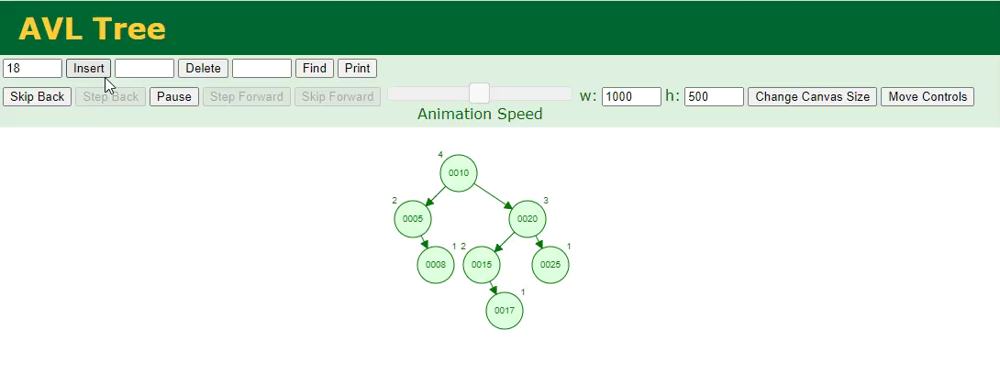 AVL Tree
18 Insert Delete Find Print
Skip Back Step Back Pause Step Forward Skip Forward w: 1000 h: 500 Change Canvas Size Move Controls
Animation Speed
4
0010
2 3
0005 0020
1 2 1
0008 0015 0025
1
0017